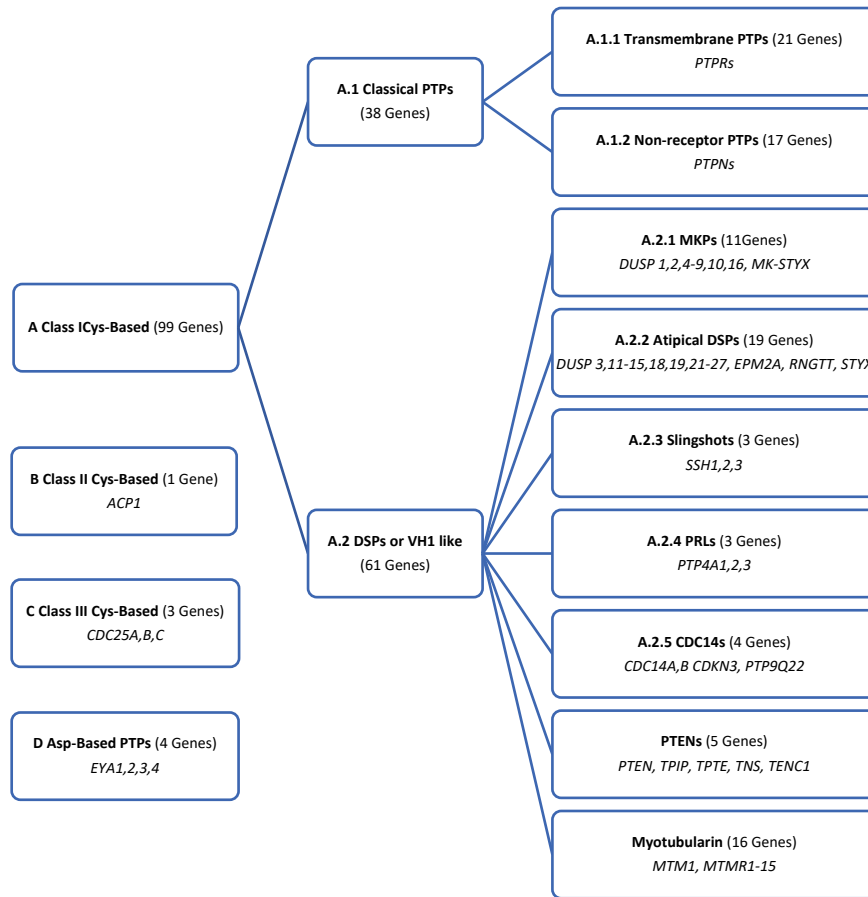 A Class ICys-Based (99 Genes)
B Class II Cys-Based (1 Gene)
ACP1
C Class III Cys-Based (3 Genes)
CDC25A,B,C
D Asp-Based PTPs (4 Genes)
EYA1,2,3,4
A.1 Classical PTPs
(38 Genes)
A.2 DSPs or VH1 like
(61 Genes)
A.1.1 Transmembrane PTPs (21 Genes)
PTPRs
A.1.2 Non-receptor PTPs (17 Genes)
PTPNs
A.2.1 MKPs (11Genes)
DUSP 1,2,4-9,10,16, MK-STYX
A.2.2 Atipical DSPs (19 Genes)
DUSP 3,11-15,18,19,21-27, EPM2A, RNGTT, STYX
A.2.3 Slingshots (3 Genes)
SSH1,2,3
A.2.4 PRLs (3 Genes)
PTP4A1,2,3
A.2.5 CDC14s (4 Genes)
CDC14A,B CDKN3, PTP9Q22
PTENs (5 Genes)
PTEN, TPIP, TPTE, TNS, TENC1
Myotubularin (16 Genes)
MTM1, MTMR1-15